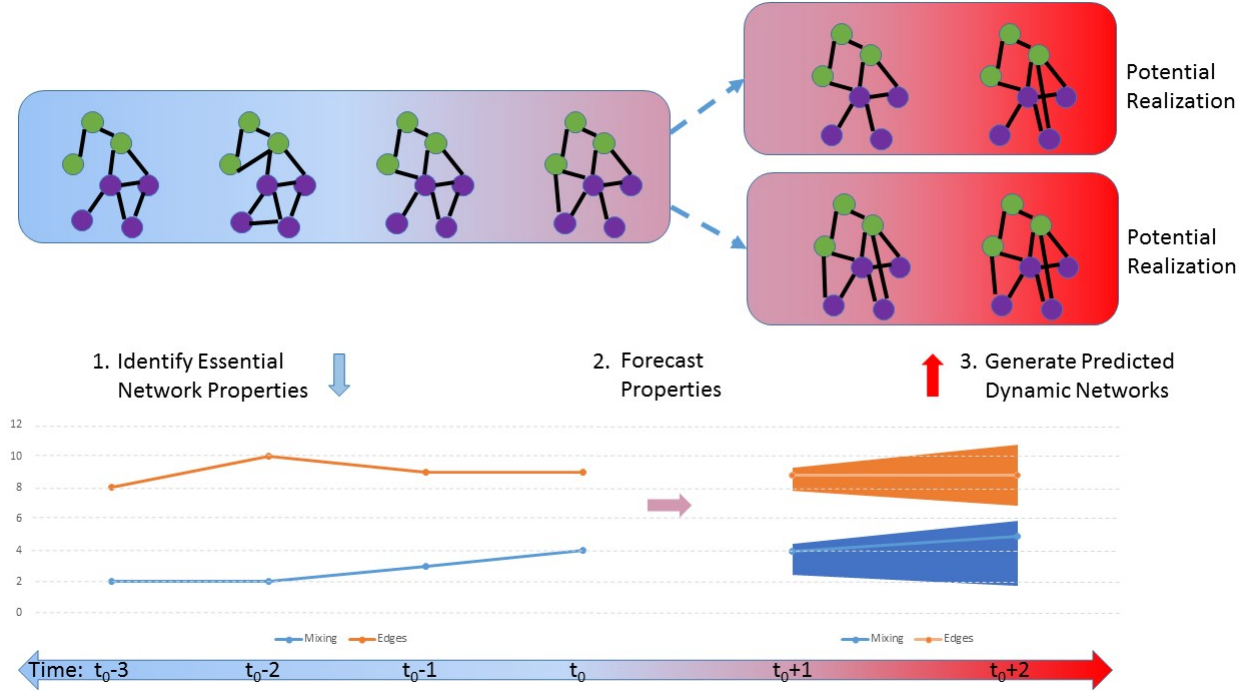 Potential
Realization
Potential
Realization
1. Identify Essential
Network Properties
2. Forecast
Properties
3. Generate Predicted
Dynamic Networks
12
10
8
6
4
2
0
Mixing Edges
Mixing Edges
Time: t₀-3 t₀-2 t₀-1 t₀ t₀+1 t₀+2